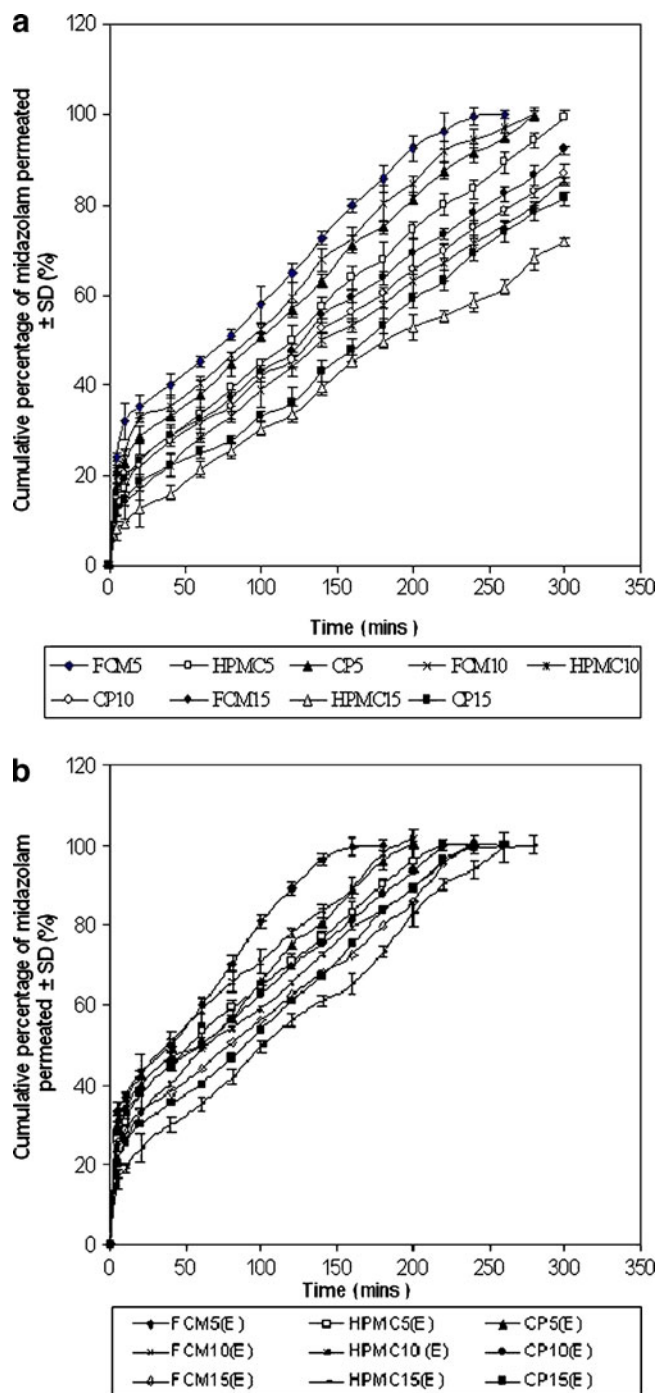 a
120
100
80
60
40
20
0
Cumulative percentage of midazolam permeated
± SD (%)
0 50 100 150 200 250 300 350
Time (mins)
FCM5 HPMC5 CP5 FCM10 HPMC10
CP10 FCM15 HPMC15 CP15
b
120
100
80
60
40
20
0
Cumulative percentage of midazolam
permeated ± SD (%)
0 50 100 150 200 250 300 350
Time (mins)
FCM5(E) HPMC5(E) CP5(E)
FCM10(E) HPMC10 (E) CP10(E)
FCM15(E) HPMC15(E) CP15(E)